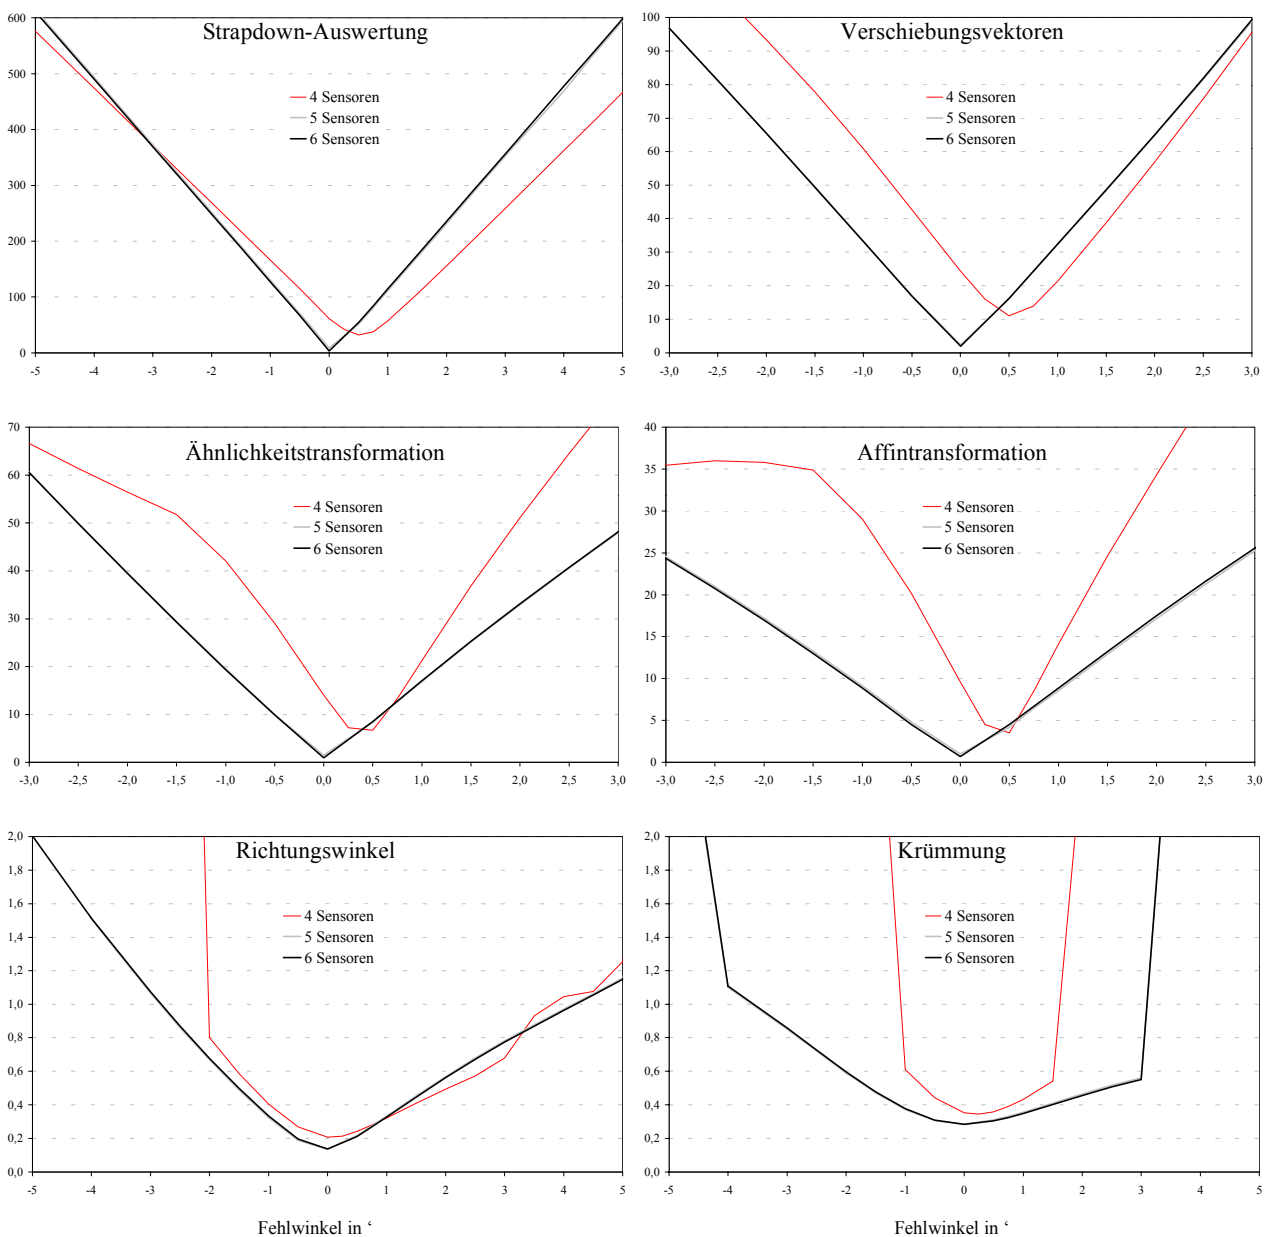 Strapdown-Auswertung
600
500
400
300
200
100
0
4 Sensoren
5 Sensoren
6 Sensoren
-5 -4 -3 -2 -1 0 1 2 3 4 5
Verschiebungsvektoren
100
90
80
70
60
50
40
30
20
10
0
4 Sensoren
5 Sensoren
6 Sensoren
-3,0 -2,5 -2,0 -1,5 -1,0 -0,5 0,0 0,5 1,0 1,5 2,0 2,5 3,0
Ähnlichkeitstransformation
70
60
50
40
30
20
10
0
4 Sensoren
5 Sensoren
6 Sensoren
-3,0 -2,5 -2,0 -1,5 -1,0 -0,5 0,0 0,5 1,0 1,5 2,0 2,5 3,0
Affintransformation
40
35
30
25
20
15
10
5
0
4 Sensoren
5 Sensoren
6 Sensoren
-3,0 -2,5 -2,0 -1,5 -1,0 -0,5 0,0 0,5 1,0 1,5 2,0 2,5 3,0
Richtungswinkel
2,0
1,8
1,6
1,4
1,2
1,0
0,8
0,6
0,4
0,2
0,0
4 Sensoren
5 Sensoren
6 Sensoren
-5 -4 -3 -2 -1 0 1 2 3 4 5
Fehlwinkel in ‘
Krümmung
2,0
1,8
1,6
1,4
1,2
1,0
0,8
0,6
0,4
0,2
0,0
4 Sensoren
5 Sensoren
6 Sensoren
-5 -4 -3 -2 -1 0 1 2 3 4 5
Fehlwinkel in ‘